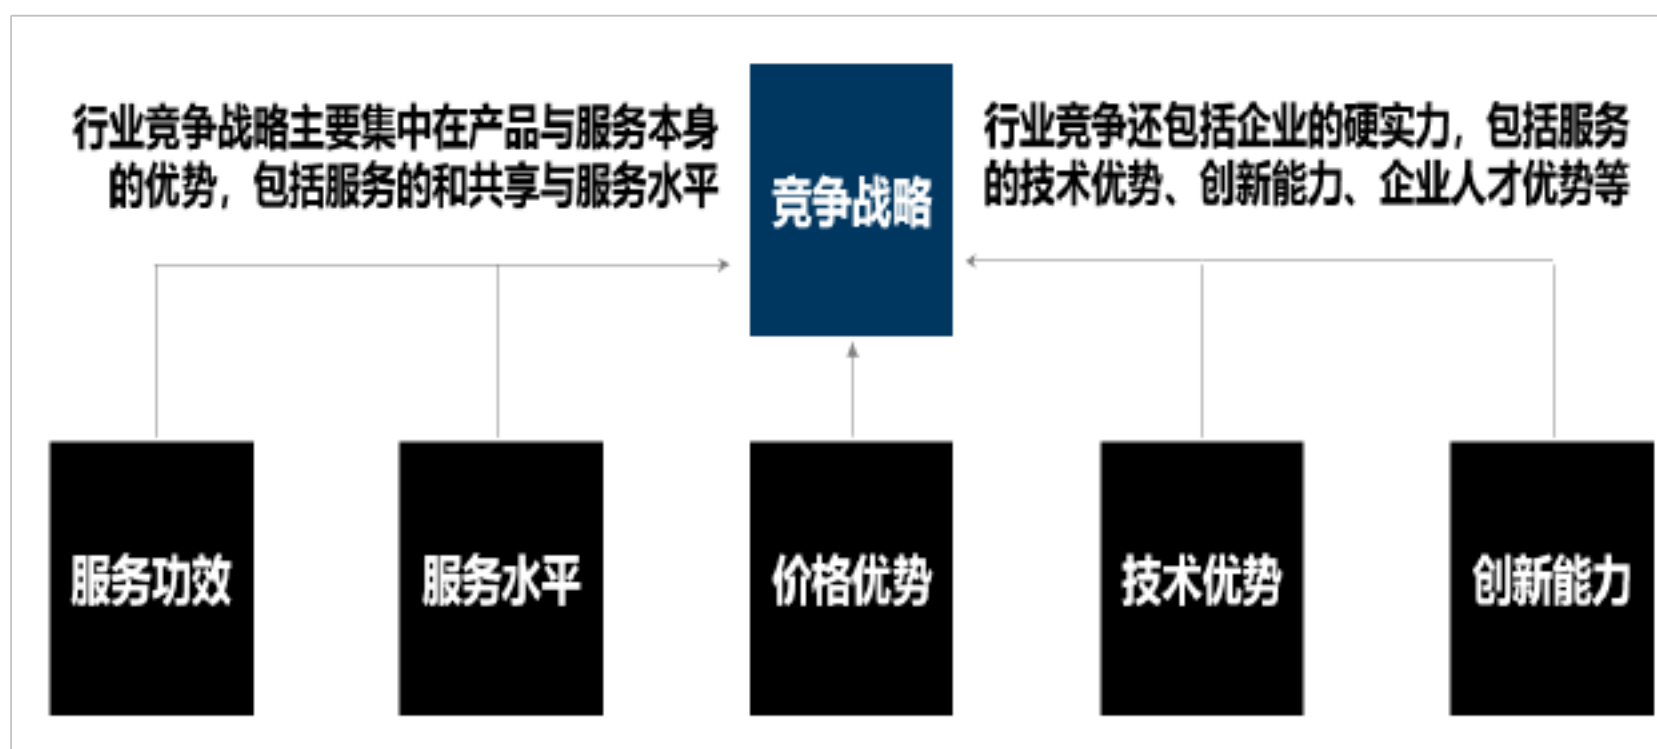 行业竞争战略主要集中在产品与服务本身
的优势，包括服务的和共享与服务水平
竞争战略
行业竞争还包括企业的硬实力，包括服务
的技术优势、创新能力、企业人才优势等
服务功效
服务水平
价格优势
技术优势
创新能力